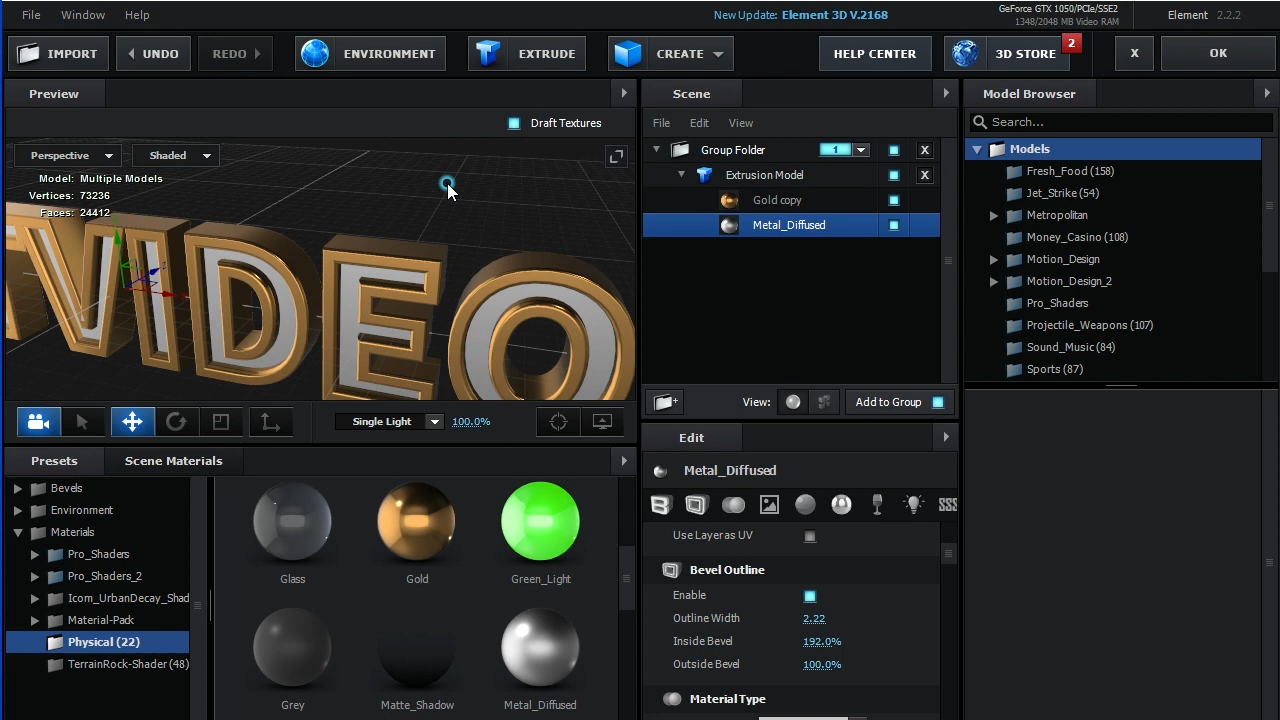 File Window Help
New Update: Element 3D V.2168
GeForce GTX 1050/PCIe/SSE2
1348/2048 MB Video RAM
Element 2.2.2
IMPORT UNDO REDO ENVIRONMENT EXTRUDE CREATE HELP CENTER 3D STORE 2 X OK
Preview
Draft Textures
Perspective Shaded
Model: Multiple Models
Vertices: 73236
Faces: 24412
VIDEO
Single Light 100.0%
Presets Scene Materials
Bevels
Environment
Materials
Pro_Shaders
Pro_Shaders_2
Icom_UrbanDecay_Shad
Material-Pack
Physical (22)
TerrainRock-Shader (48)
Glass Gold Green_Light
Grey Matte_Shadow Metal_Diffused
Scene
File Edit View
Group Folder 1 X
Extrusion Model X
Gold copy
Metal_Diffused
View: Add to Group
Edit
Metal_Diffused
Use Layer as UV
Bevel Outline
Enable
Outline Width 2.22
Inside Bevel 192.0%
Outside Bevel 100.0%
Material Type
Model Browser
Search...
Models
Fresh_Food (158)
Jet_Strike (54)
Metropolitan
Money_Casino (108)
Motion_Design
Motion_Design_2
Pro_Shaders
Projectile_Weapons (107)
Sound_Music (84)
Sports (87)